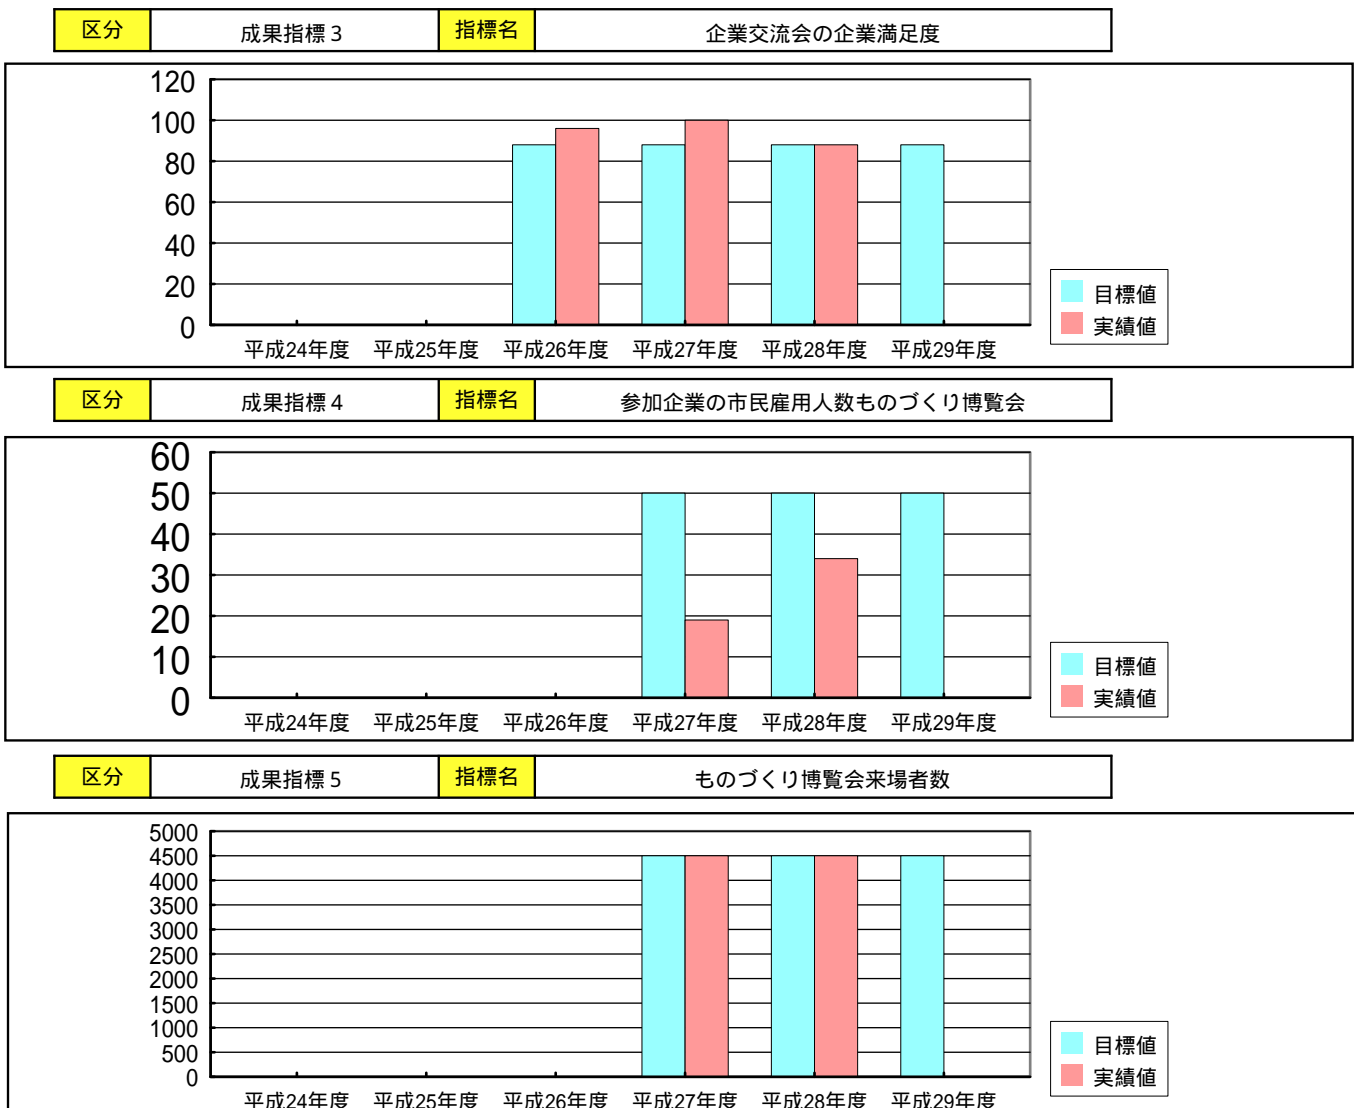 区分 成果指標３ 指標名 企業交流会の企業満足度
120
100
80
60
40
20
0
平成24年度 平成25年度 平成26年度 平成27年度 平成28年度 平成29年度
目標値
実績値
区分 成果指標４ 指標名 参加企業の市民雇用人数ものづくり博覧会
60
50
40
30
20
10
0
平成24年度 平成25年度 平成26年度 平成27年度 平成28年度 平成29年度
目標値
実績値
区分 成果指標５ 指標名 ものづくり博覧会来場者数
5000
4500
4000
3500
3000
2500
2000
1500
1000
500
0
平成24年度 平成25年度 平成26年度 平成27年度 平成28年度 平成29年度
目標値
実績値